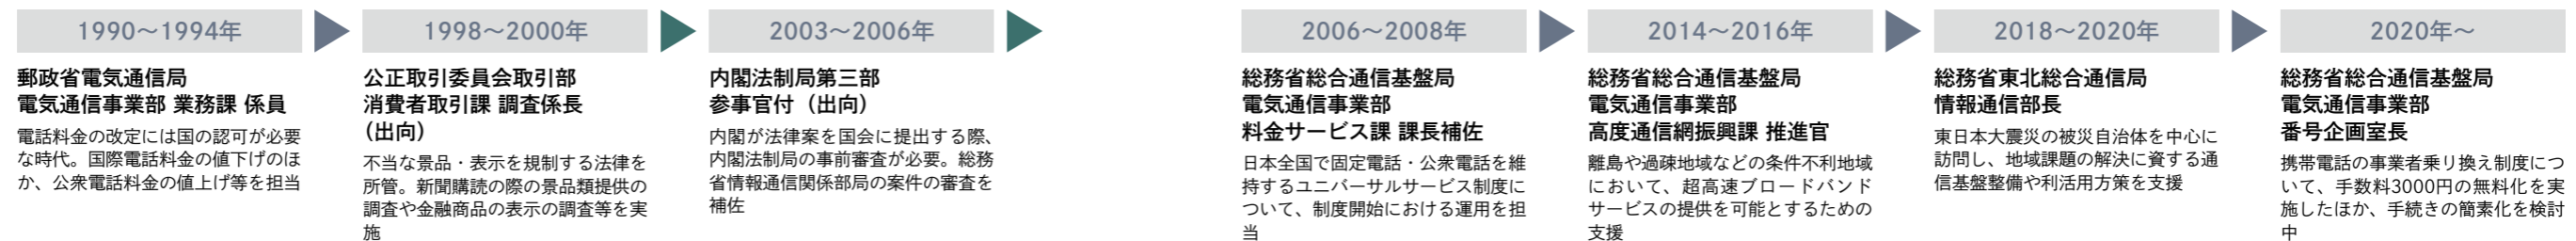 1990～1994年
郵政省電気通信局
電気通信事業部 業務課 係員
電話料金の改定には国の認可が必要
な時代。国際電話料金の値下げのほ
か、公衆電話料金の値上げ等を担当
1998～2000年
公正取引委員会取引部
消費者取引課 調査係長
（出向）
不当な景品・表示を規制する法律を
所管。新聞購読の際の景品類提供の
調査や金融商品の表示の調査等を実
施
2003～2006年
内閣法制局第三部
参事官付（出向）
内閣が法律案を国会に提出する際、
内閣法制局の事前審査が必要。総務
省情報通信関係部局の案件の審査を
補佐
2006～2008年
総務省総合通信基盤局
電気通信事業部
料金サービス課 課長補佐
日本全国で固定電話・公衆電話を維
持するユニバーサルサービス制度に
ついて、制度開始における運用を担
当
2014～2016年
総務省総合通信基盤局
電気通信事業部
高度通信網振興課 推進官
離島や過疎地域などの条件不利地域
において、超高速ブロードバンド
サービスの提供を可能とするための
支援
2018～2020年
総務省東北総合通信局
情報通信部長
東日本大震災の被災自治体を中心に
訪問し、地域課題の解決に資する通
信基盤整備や利活用方策を支援
2020年～
総務省総合通信基盤局
電気通信事業部
番号企画室長
携帯電話の事業者乗り換え制度につ
いて、手数料3000円の無料化を実
施したほか、手続きの簡素化を検討
中